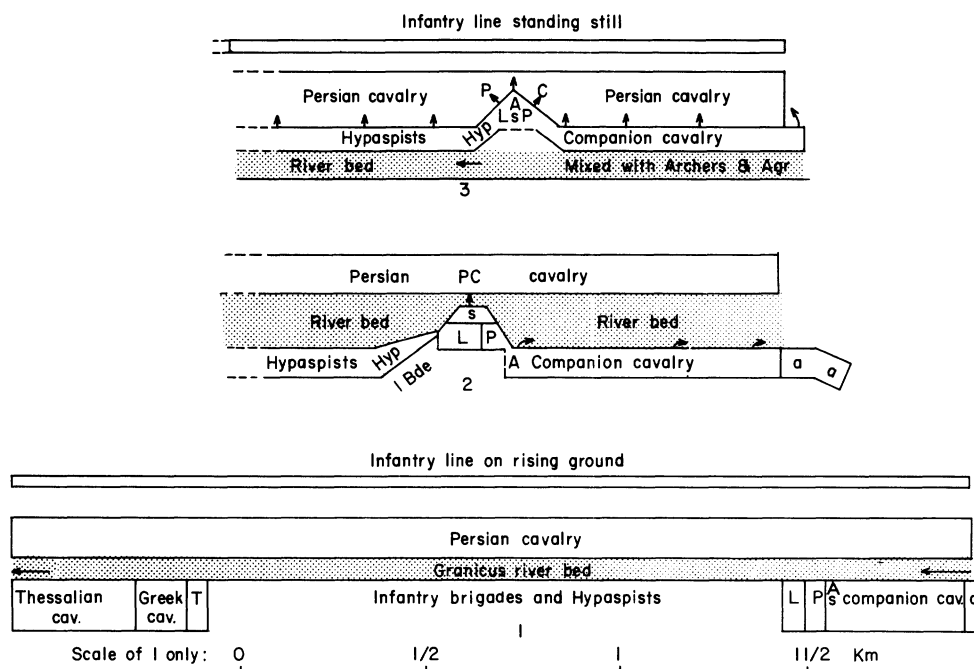 Infantry line standing still
Persian cavalry P C Persian cavalry
A
L s P
Hypaspists Hyp Companion cavalry
River bed Mixed with Archers & Agr
3
Persian PC cavalry
s
River bed River bed
L P
Hypaspists Hyp A Companion cavalry a a
I Bde
2
Infantry line on rising ground
Persian cavalry
Granicus river bed
Thessalian cav. Greek cav. T Infantry brigades and Hypaspists L P A s companion cav. a
I
Scale of I only: 0 1/2 1 11/2 Km